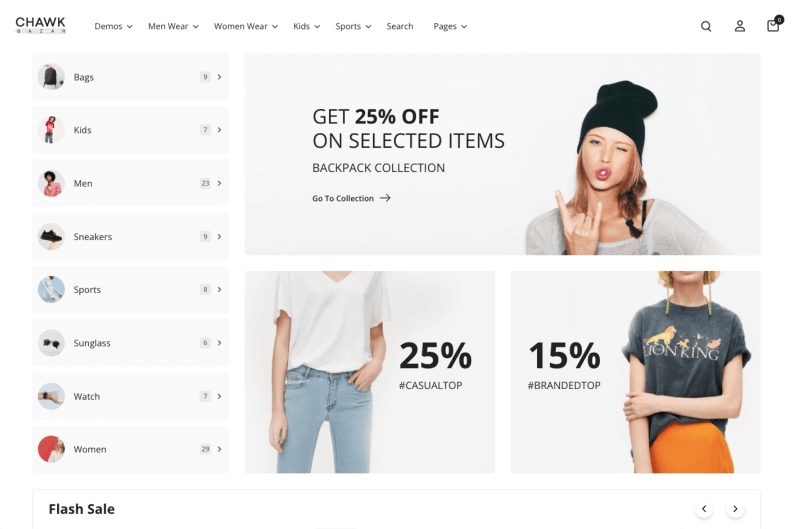 CHAWK
BAZAR
Demos
Men Wear
Women Wear
Kids
Sports
Search
Pages
0
Bags 9
Kids 7
Men 23
Sneakers 9
Sports 8
Sunglass 6
Watch 7
Women 29
GET 25% OFF
ON SELECTED ITEMS
BACKPACK COLLECTION
Go To Collection
25%
#CASUALTOP
15%
#BRANDEDTOP
LION KING
Flash Sale